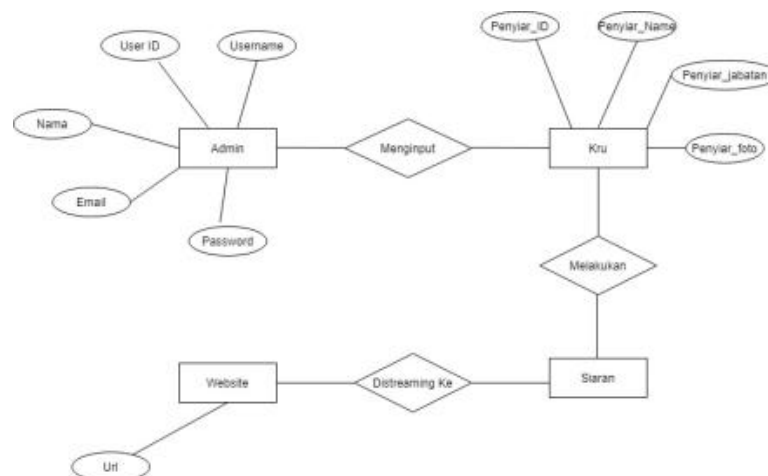 Penyiar_ID
Penyiar_Name
User ID
Username
Penyiar_jabatan
Nama
Admin
Menginput
Kru
Penyiar_foto
Email
Password
Melakukan
Website
Distreaming Ke
Siaran
Url